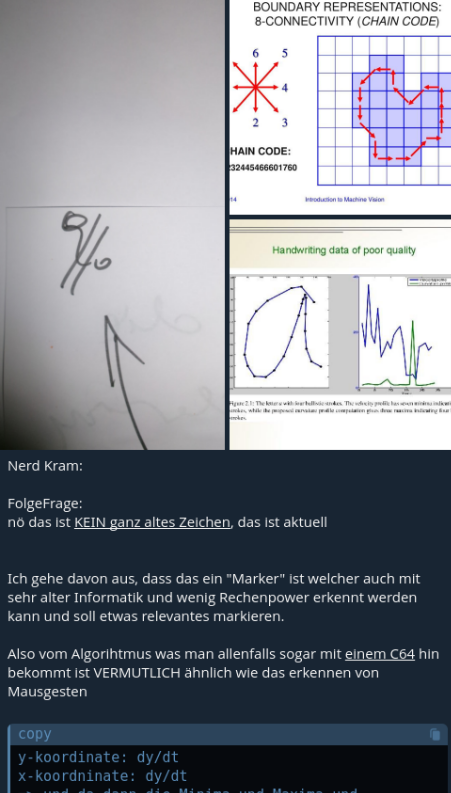 BOUNDARY REPRESENTATIONS:
8-CONNECTIVITY (CHAIN CODE)
6 5
4
2 3
HAIN CODE:
232445466601760
14 Introduction to Machine Vision
Handwriting data of poor quality
Nerd Kram:
FolgeFrage:
nö das ist KEIN ganz altes Zeichen, das ist aktuell
Ich gehe davon aus, dass das ein "Marker" ist welcher auch mit
sehr alter Informatik und wenig Rechenpower erkennt werden
kann und soll etwas relevantes markieren.
Also vom Algorihtmus was man allenfalls sogar mit einem C64 hin
bekommt ist VERMUTLICH ähnlich wie das erkennen von
Mausgesten
copy
y-koordinate: dy/dt
x-koordninate: dy/dt